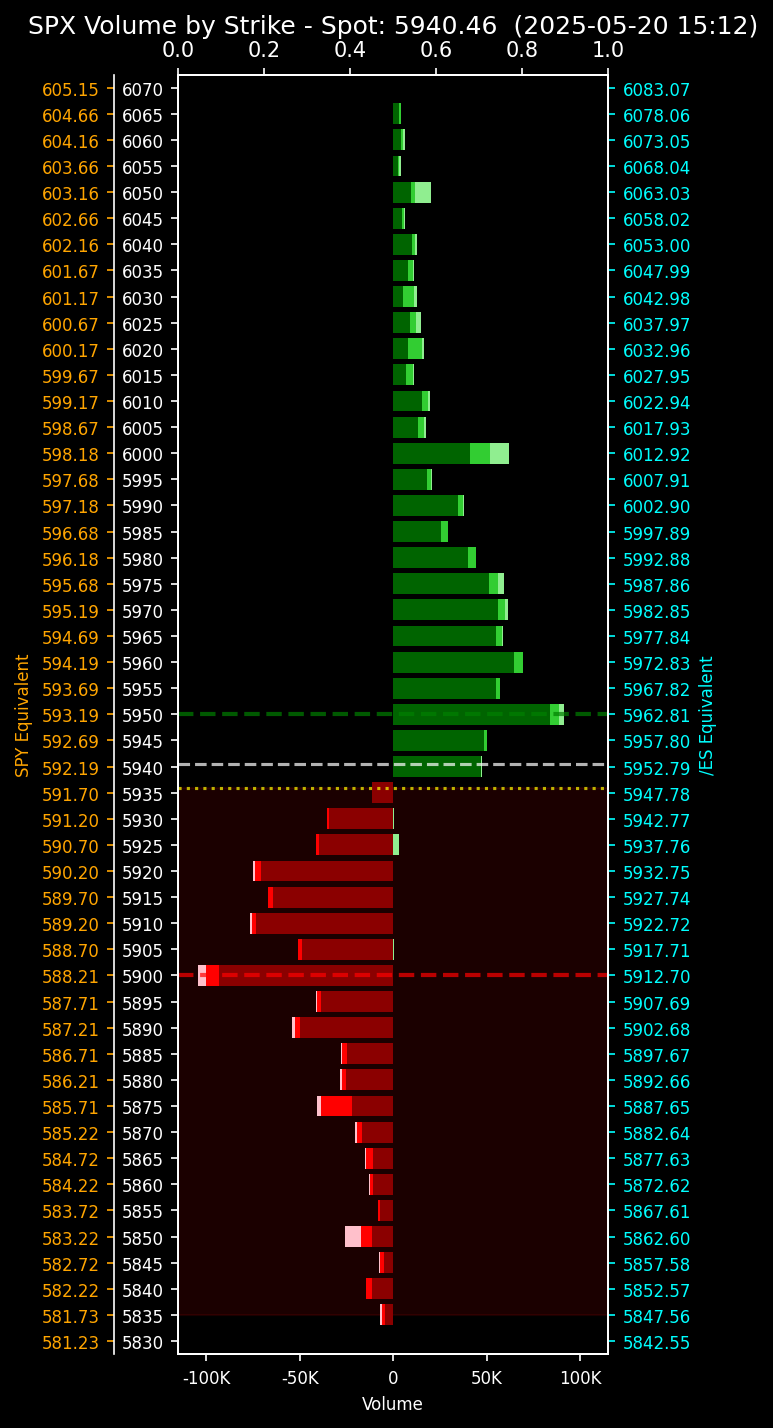 SPX Volume by Strike - Spot: 5940.46 (2025-05-20 15:12)
0.0 0.2 0.4 0.6 0.8 1.0
605.15 6070 6083.07
604.66 6065 6078.06
604.16 6060 6073.05
603.66 6055 6068.04
603.16 6050 6063.03
602.66 6045 6058.02
602.16 6040 6053.00
601.67 6035 6047.99
601.17 6030 6042.98
600.67 6025 6037.97
600.17 6020 6032.96
599.67 6015 6027.95
599.17 6010 6022.94
598.67 6005 6017.93
598.18 6000 6012.92
597.68 5995 6007.91
597.18 5990 6002.90
596.68 5985 5997.89
596.18 5980 5992.88
595.68 5975 5987.86
595.19 5970 5982.85
594.69 5965 5977.84
594.19 5960 5972.83
593.69 5955 5967.82
593.19 5950 5962.81
592.69 5945 5957.80
592.19 5940 5952.79
591.70 5935 5947.78
591.20 5930 5942.77
590.70 5925 5937.76
590.20 5920 5932.75
589.70 5915 5927.74
589.20 5910 5922.72
588.70 5905 5917.71
588.21 5900 5912.70
587.71 5895 5907.69
587.21 5890 5902.68
586.71 5885 5897.67
586.21 5880 5892.66
585.71 5875 5887.65
585.22 5870 5882.64
584.72 5865 5877.63
584.22 5860 5872.62
583.72 5855 5867.61
583.22 5850 5862.60
582.72 5845 5857.58
582.22 5840 5852.57
581.73 5835 5847.56
581.23 5830 5842.55
SPY Equivalent
/ES Equivalent
-100K -50K 0 50K 100K
Volume